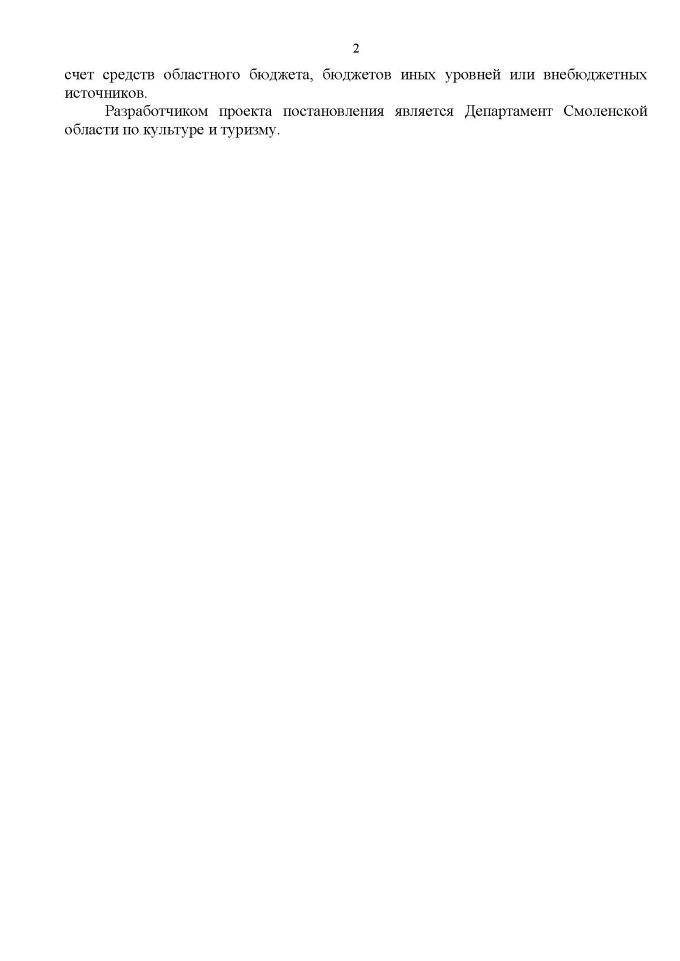 2
счет средств областного бюджета, бюджетов иных уровней или внебюджетных
источников.
Разработчиком проекта постановления является Департамент Смоленской
области по культуре и туризму.